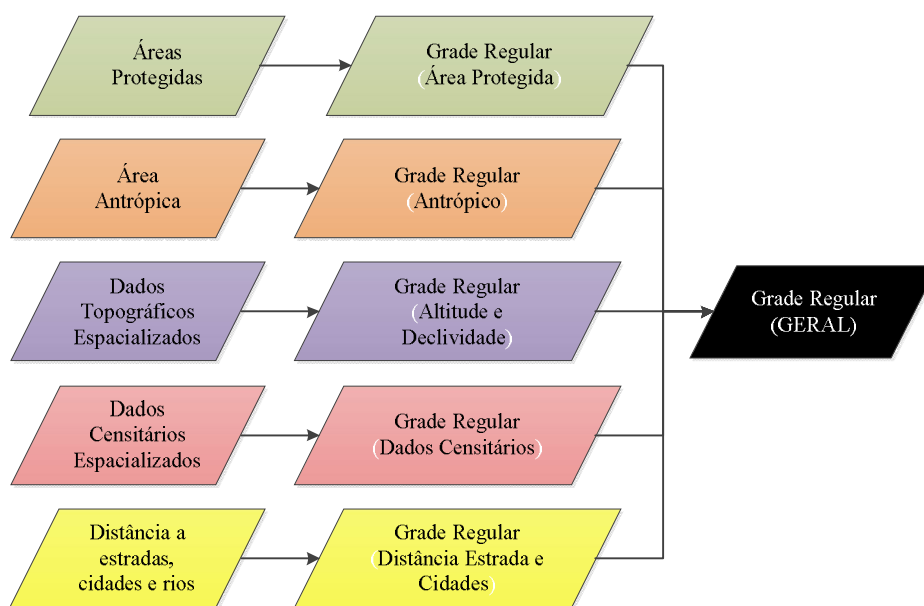 Áreas
Protegidas
Grade Regular
(Área Protegida)
Área
Antrópica
Grade Regular
(Antrópico)
Dados
Topográficos
Espacializados
Grade Regular
(Altitude e
Declividade)
Grade Regular
(GERAL)
Dados
Censitários
Espacializados
Grade Regular
(Dados Censitários)
Distância a
estradas,
cidades e rios
Grade Regular
(Distância Estrada e
Cidades)